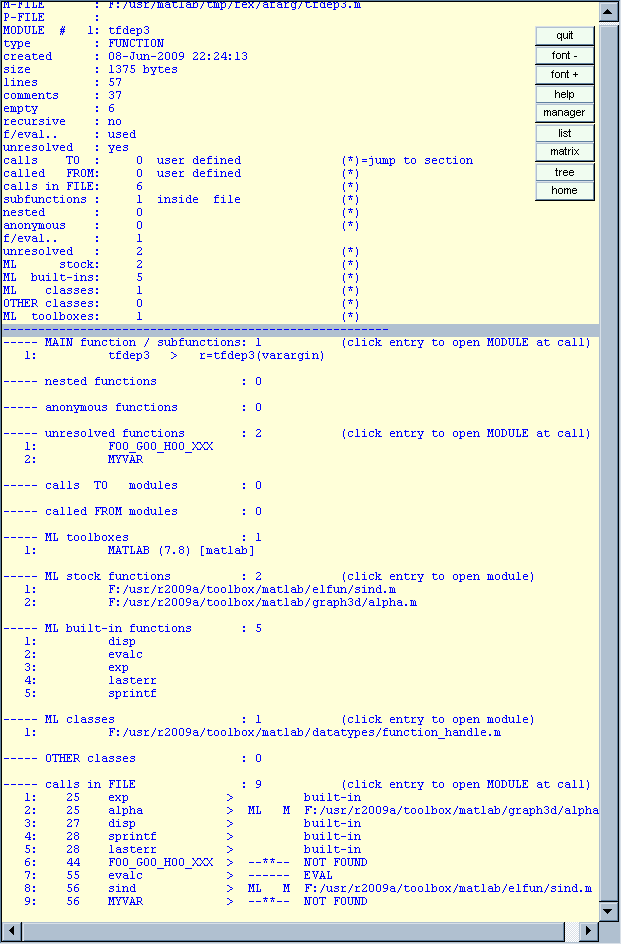 M-FILE     : F:/usr/matlab/tmp/fex/afarg/tfdep3.m
P-FILE     :
MODULE  #   1: tfdep3
type         : FUNCTION
created      : 08-Jun-2009 22:24:13
size         : 1375 bytes
lines        : 57
comments     : 37
empty        : 6
recursive    : no
f/eval..     : used
unresolved   : yes
calls    TO  :     0  user defined               (*)=jump to section
called   FROM:     0  user defined               (*)
calls in FILE:     6                             (*)
subfunctions :     1  inside  file               (*)
nested       :     0                             (*)
anonymous    :     0                             (*)
f/eval..     :     1
unresolved   :     2                             (*)
ML      stock:     2                             (*)
ML  built-ins:     5                             (*)
ML    classes:     1                             (*)
OTHER classes:     0                             (*)
ML  toolboxes:     1                             (*)
--------------------------------------------------------
----- MAIN function / subfunctions: 1           (click entry to open MODULE at call)
1:          tfdep3   >   r=tfdep3(varargin)
----- nested functions            : 0
----- anonymous functions         : 0
----- unresolved functions        : 2           (click entry to open MODULE at call)
1:          FOO_GOO_HOO_XXX
2:          MYVAR
----- calls  TO   modules         : 0
----- called FROM modules         : 0
----- ML toolboxes                : 1
1:          MATLAB (7.8) [matlab]
----- ML stock functions          : 2           (click entry to open module)
1:          F:/usr/r2009a/toolbox/matlab/elfun/sind.m
2:          F:/usr/r2009a/toolbox/matlab/graph3d/alpha.m
----- ML built-in functions       : 5
1:          disp
2:          evalc
3:          exp
4:          lasterr
5:          sprintf
----- ML classes                  : 1           (click entry to open module)
1:          F:/usr/r2009a/toolbox/matlab/datatypes/function_handle.m
----- OTHER classes               : 0
----- calls in FILE               : 9           (click entry to open MODULE at call)
1:    25    exp              >          built-in
2:    25    alpha            >  ML   M  F:/usr/r2009a/toolbox/matlab/graph3d/alpha
3:    27    disp             >          built-in
4:    28    sprintf          >          built-in
5:    28    lasterr          >          built-in
6:    44    FOO_GOO_HOO_XXX  >  --**--  NOT FOUND
7:    55    evalc            >  ------  EVAL
8:    56    sind             >  ML   M  F:/usr/r2009a/toolbox/matlab/elfun/sind.m
9:    56    MYVAR            >  --**--  NOT FOUND
quit
font -
font +
help
manager
list
matrix
tree
home